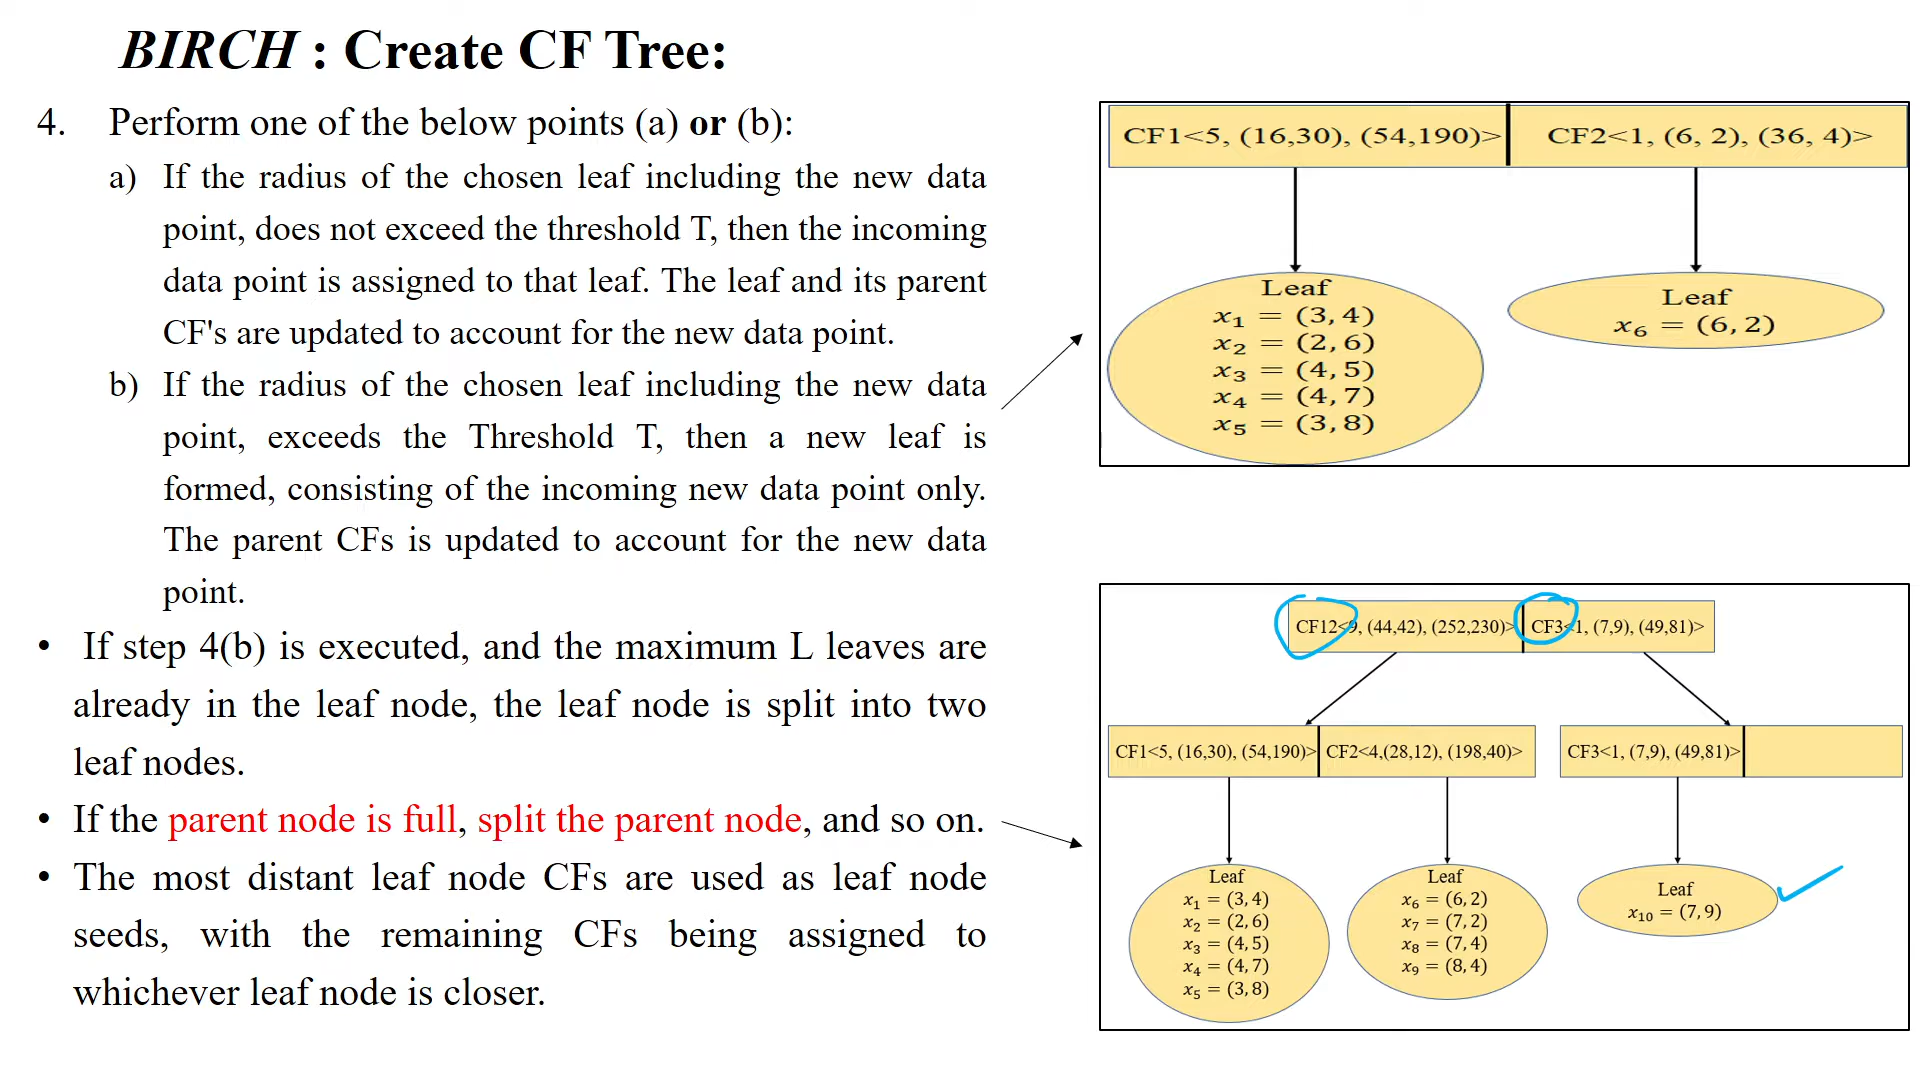 BIRCH : Create CF Tree:
4. Perform one of the below points (a) or (b):
a) If the radius of the chosen leaf including the new data
point, does not exceed the threshold T, then the incoming
data point is assigned to that leaf. The leaf and its parent
CF's are updated to account for the new data point.
b) If the radius of the chosen leaf including the new data
point, exceeds the Threshold T, then a new leaf is
formed, consisting of the incoming new data point only.
The parent CFs is updated to account for the new data
point.
• If step 4(b) is executed, and the maximum L leaves are
already in the leaf node, the leaf node is split into two
leaf nodes.
• If the parent node is full, split the parent node, and so on.
• The most distant leaf node CFs are used as leaf node
seeds, with the remaining CFs being assigned to
whichever leaf node is closer.
CF1<5, (16,30), (54,190)> CF2<1, (6, 2), (36, 4)>
Leaf
x₁ = (3, 4)
x₂ = (2, 6)
x₃ = (4, 5)
x₄ = (4, 7)
x₅ = (3, 8)
Leaf
x₆ = (6, 2)
CF12<9, (44,42), (252,230)> CF3<1, (7,9), (49,81)>
CF1<5, (16,30), (54,190)> CF2<4,(28,12), (198,40)> CF3<1, (7,9), (49,81)>
Leaf
x₁ = (3, 4)
x₂ = (2, 6)
x₃ = (4, 5)
x₄ = (4, 7)
x₅ = (3, 8)
Leaf
x₆ = (6, 2)
x₇ = (7, 2)
x₈ = (7, 4)
x₉ = (8, 4)
Leaf
x₁₀ = (7, 9)